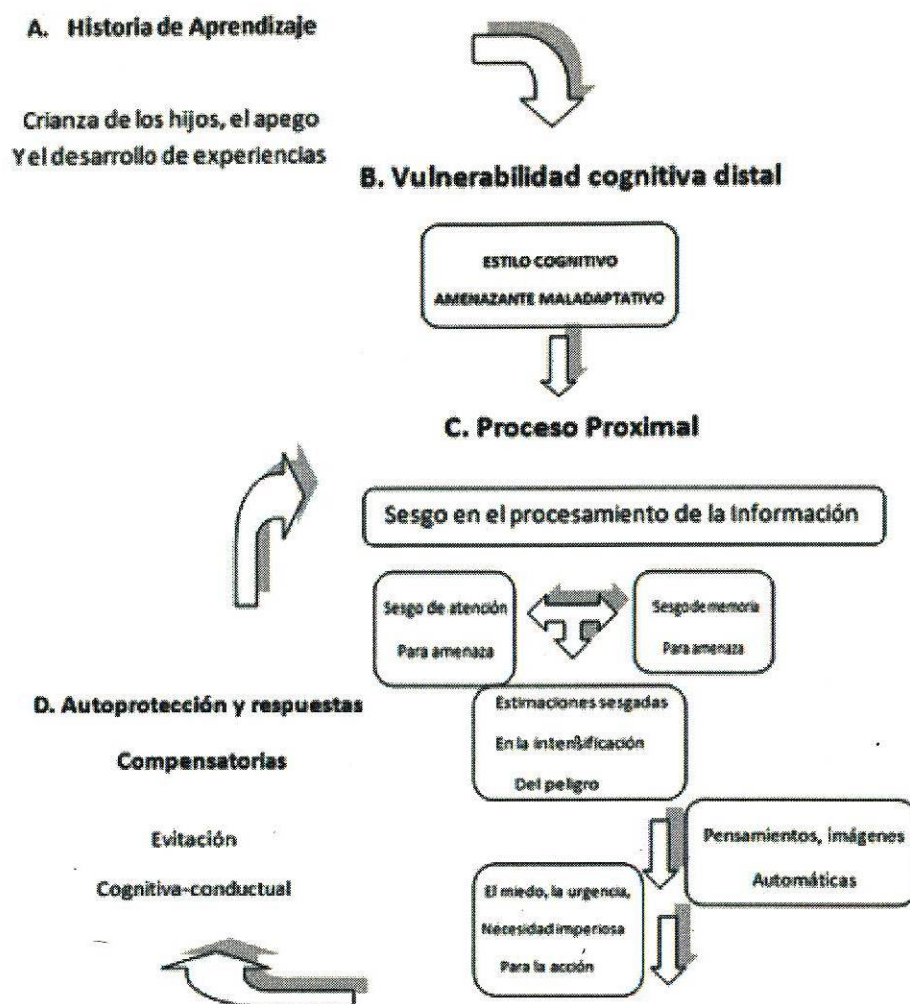 A. Historia de Aprendizaje
Crianza de los hijos, el apego
Yel desarrollo de experiencias
B. Vulnerabilidad cognitiva distal
ESTILO COGNITIVO
AMENAZANTE MALADAPTATIVO
C. Proceso Proximal
Sesgo en el procesamiento de la Información
Sesgo de atención
Para amenaza
Sesgo de memoria
Para amenaza
D. Autoprotección y respuestas
Compensatorias
Estimaciones sesgadas
En la intensificación
Del peligro
Evitación
Cognitiva-conductual
Pensamientos, imágenes
Automáticas
El miedo, la urgencia,
Necesidad imperiosa
Para la acción